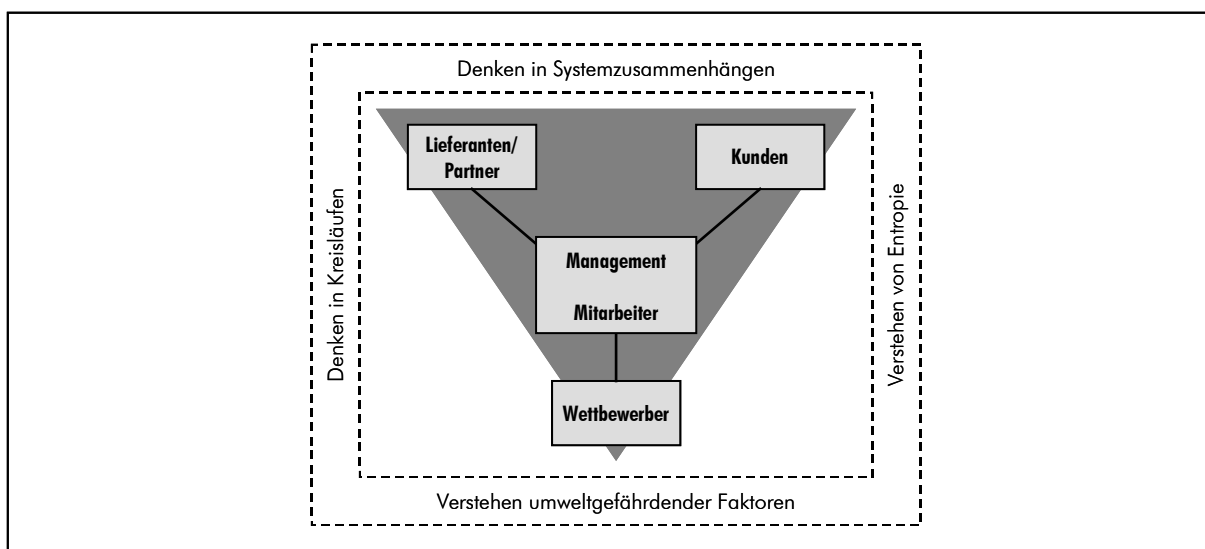 Denken in Systemzusammenhängen
Lieferanten/
Partner
Kunden
Denken in Kreisläufen
Management
Mitarbeiter
Verstehen von Entropie
Wettbewerber
Verstehen umweltgefährdender Faktoren